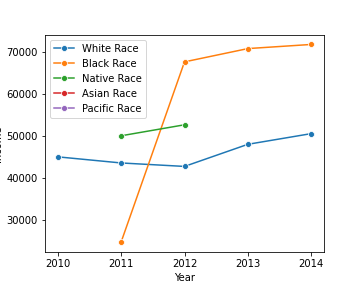 White Race
Black Race
Native Race
Asian Race
Pacific Race
70000
60000
50000
40000
30000
2010 2011 2012 2013 2014
Year